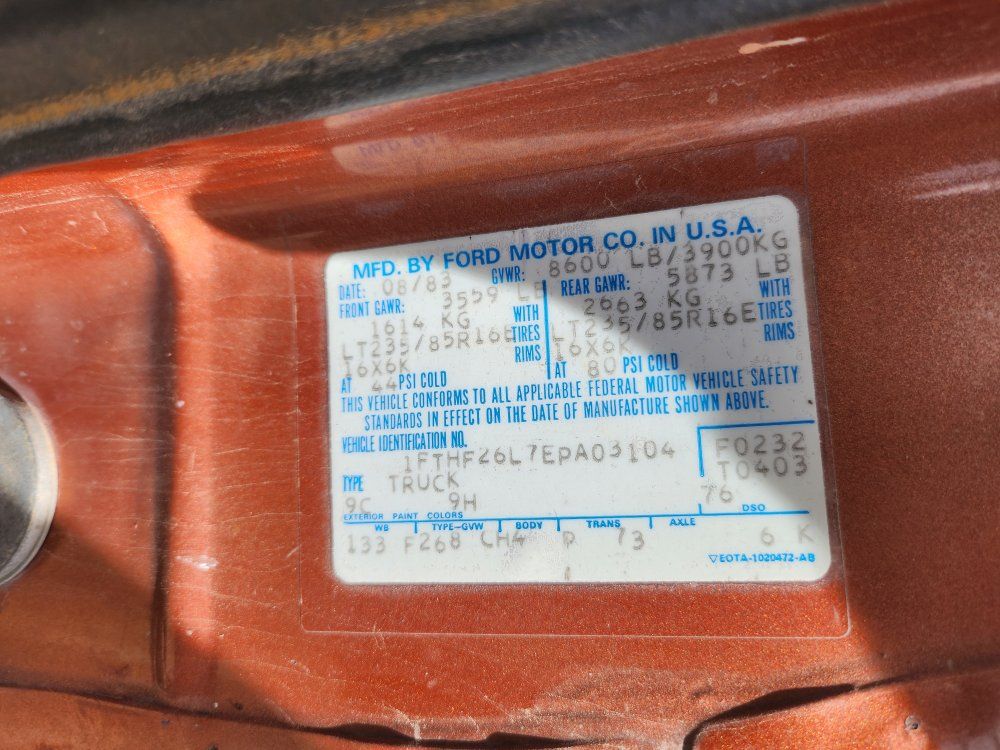 MFD. BY FORD MOTOR CO. IN U.S.A.
DATE: 08/83 GVWR: 8600 LB/3900KG
FRONT GAWR: 3559 LB REAR GAWR: 5873 LB
1614 KG WITH 2663 KG WITH
LT235/85R16E TIRES LT235/85R16E TIRES
16X6K RIMS 16X6K RIMS
AT 44 PSI COLD AT 80 PSI COLD
THIS VEHICLE CONFORMS TO ALL APPLICABLE FEDERAL MOTOR VEHICLE SAFETY
STANDARDS IN EFFECT ON THE DATE OF MANUFACTURE SHOWN ABOVE.
VEHICLE IDENTIFICATION NO.
1FTHF26L7EPA03104 F0232
TYPE TRUCK T0403
9C 9H 76
EXTERIOR PAINT COLORS DSO
WB TYPE-GVW BODY TRANS AXLE
133 F268 CH4 P 73 6 K
▽EOTA-1020472-AB